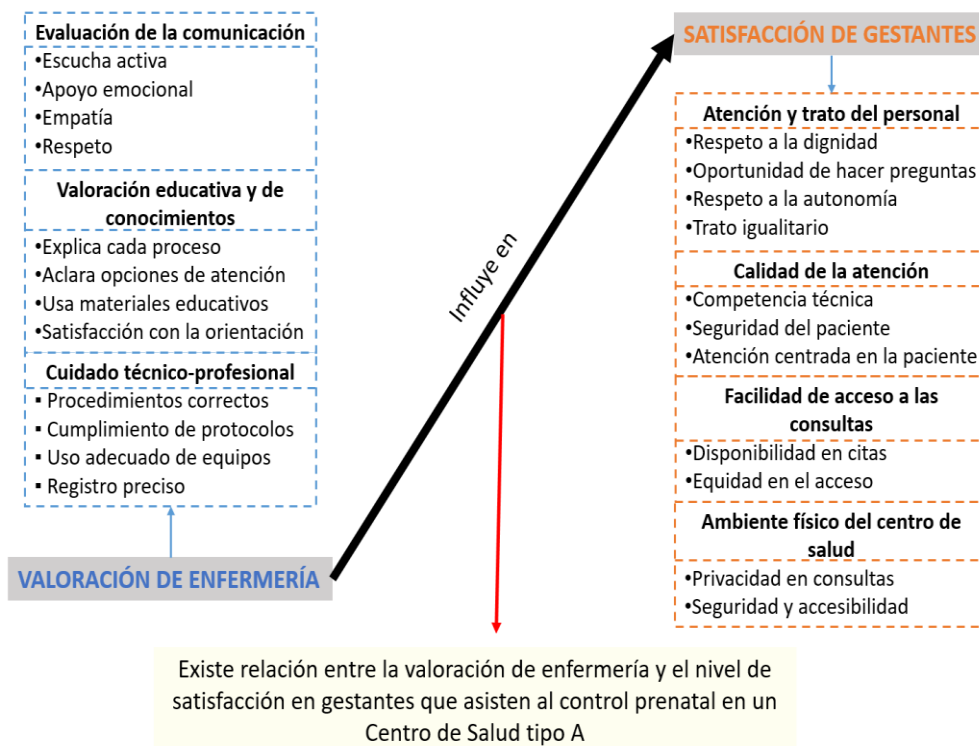 Evaluación de la comunicación
•Escucha activa
•Apoyo emocional
•Empatía
•Respeto
Valoración educativa y de
conocimientos
•Explica cada proceso
•Aclara opciones de atención
•Usa materiales educativos
•Satisfacción con la orientación
Cuidado técnico-profesional
▪ Procedimientos correctos
▪ Cumplimiento de protocolos
▪ Uso adecuado de equipos
▪ Registro preciso
VALORACIÓN DE ENFERMERÍA
Influye en
SATISFACCIÓN DE GESTANTES
Atención y trato del personal
•Respeto a la dignidad
•Oportunidad de hacer preguntas
•Respeto a la autonomía
•Trato igualitario
Calidad de la atención
•Competencia técnica
•Seguridad del paciente
•Atención centrada en la paciente
Facilidad de acceso a las
consultas
•Disponibilidad en citas
•Equidad en el acceso
Ambiente físico del centro de
salud
•Privacidad en consultas
•Seguridad y accesibilidad
Existe relación entre la valoración de enfermería y el nivel de
satisfacción en gestantes que asisten al control prenatal en un
Centro de Salud tipo A